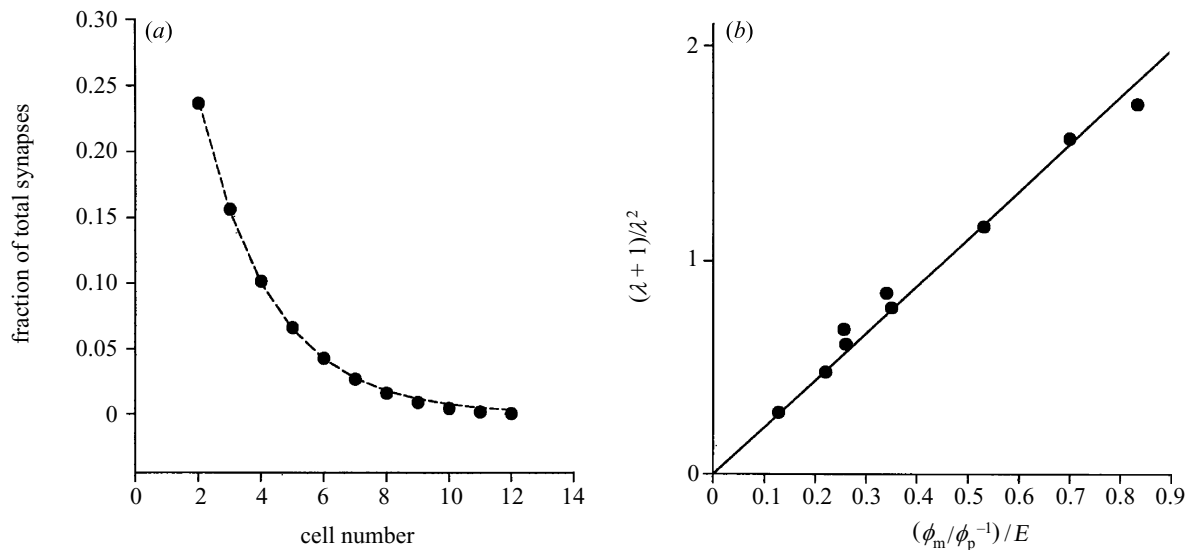 (a)
fraction of total synapses
0.30
0.25
0.20
0.15
0.10
0.05
0
0 2 4 6 8 10 12 14
cell number
(b)
(λ + 1)/λ²
2
1
0
0 0.1 0.2 0.3 0.4 0.5 0.6 0.7 0.8 0.9
(ϕₘ/ϕₚ⁻¹)/E